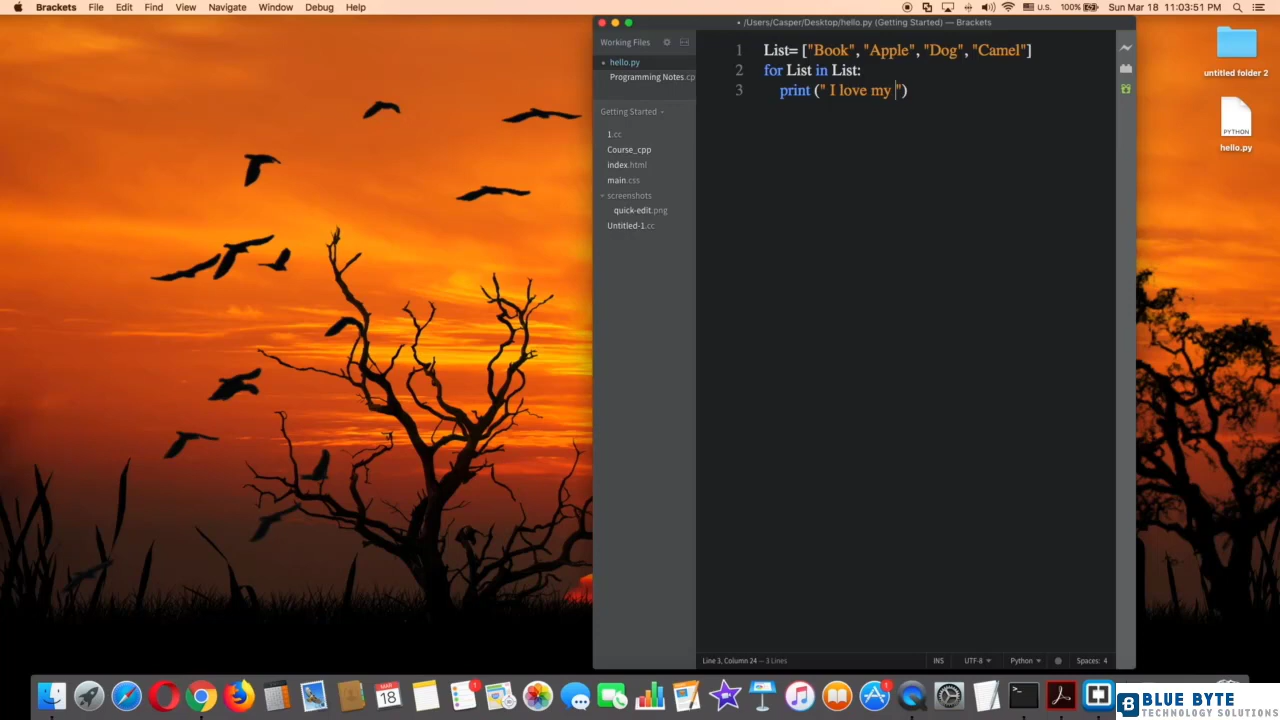 Brackets File Edit Find View Navigate Window Debug Help
U.S. 100% Sun Mar 18 11:03:51 PM
• /Users/Casper/Desktop/hello.py (Getting Started) — Brackets
Working Files
hello.py
Programming Notes.cp
Getting Started
1.cc
Course_cpp
index.html
main.css
screenshots
quick-edit.png
Untitled-1.cc
1 List= ["Book", "Apple", "Dog", "Camel"]
2 for List in List:
3 print (" I love my ")
Line 3, Column 24 — 3 Lines
INS UTF-8 Python Spaces: 4
untitled folder 2
PYTHON
hello.py
MAR
18
BLUE BYTE
TECHNOLOGY SOLUTIONS